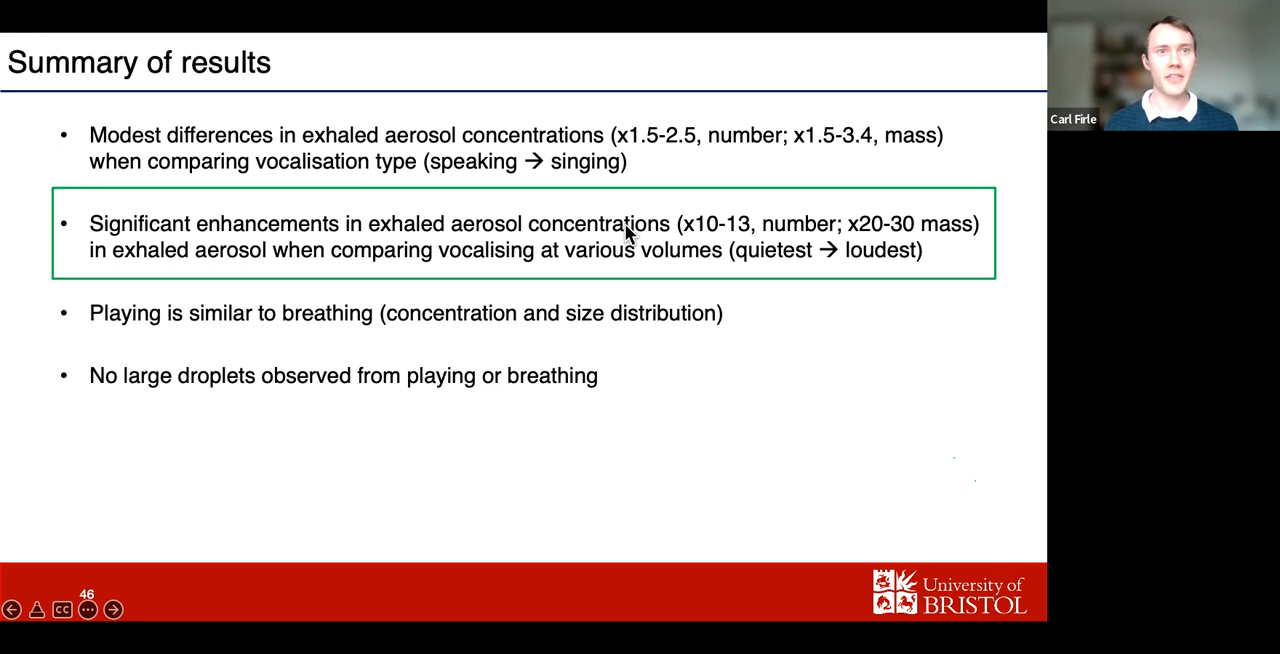 Summary of results
• Modest differences in exhaled aerosol concentrations (x1.5-2.5, number; x1.5-3.4, mass)
when comparing vocalisation type (speaking → singing)
• Significant enhancements in exhaled aerosol concentrations (x10-13, number; x20-30 mass)
in exhaled aerosol when comparing vocalising at various volumes (quietest → loudest)
• Playing is similar to breathing (concentration and size distribution)
• No large droplets observed from playing or breathing
46
CC
University of
BRISTOL
Carl Firle